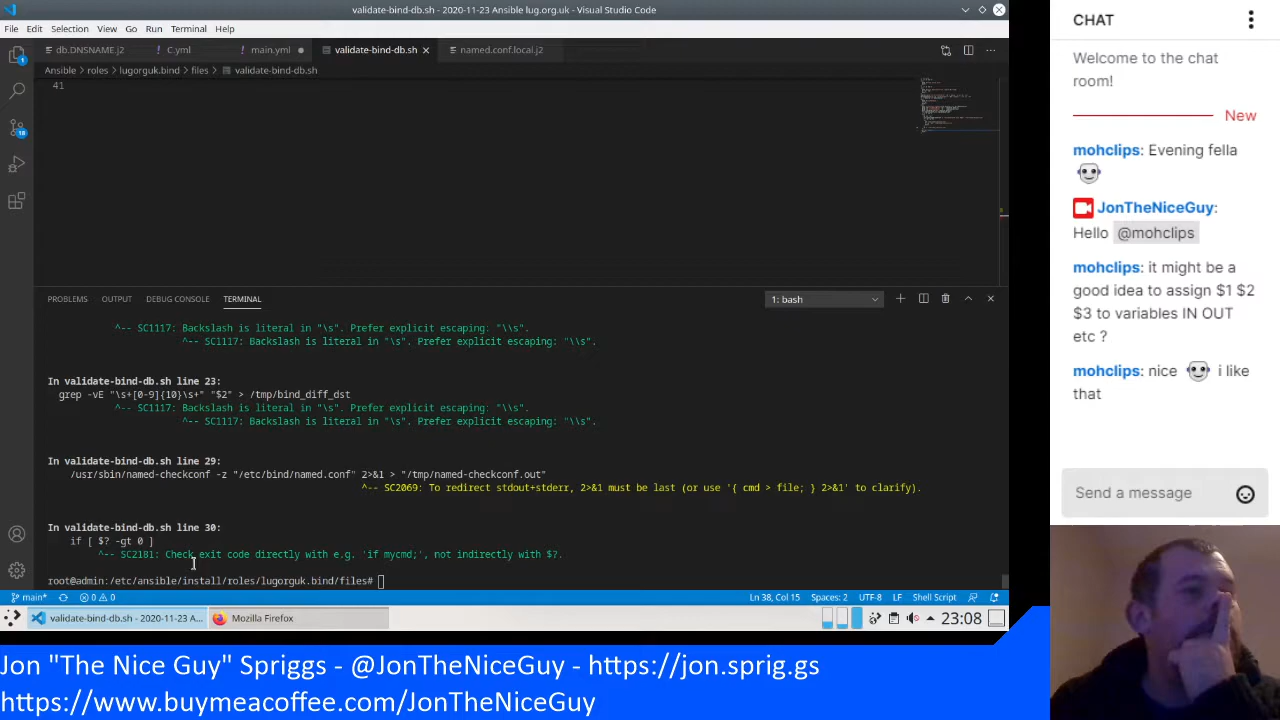 validate-bind-db.sh - 2020-11-23 Ansible lug.org.uk - Visual Studio Code
File Edit Selection View Go Run Terminal Help
db.DNSNAME.j2 C.yml main.yml validate-bind-db.sh named.conf.local.j2
Ansible > roles > lugorguk.bind > files > validate-bind-db.sh
41
PROBLEMS OUTPUT DEBUG CONSOLE TERMINAL 1: bash
^-- SC1117: Backslash is literal in "\s". Prefer explicit escaping: "\\s".
^-- SC1117: Backslash is literal in "\s". Prefer explicit escaping: "\\s".
In validate-bind-db.sh line 23:
grep -vE "\s+[0-9]{10}\s+" "$2" > /tmp/bind_diff_dst
^-- SC1117: Backslash is literal in "\s". Prefer explicit escaping: "\\s".
^-- SC1117: Backslash is literal in "\s". Prefer explicit escaping: "\\s".
In validate-bind-db.sh line 29:
/usr/sbin/named-checkconf -z "/etc/bind/named.conf" 2>&1 > "/tmp/named-checkconf.out"
^-- SC2069: To redirect stdout+stderr, 2>&1 must be last (or use '{ cmd > file; } 2>&1' to clarify).
In validate-bind-db.sh line 30:
if [ $? -gt 0 ]
^-- SC2181: Check exit code directly with e.g. 'if mycmd;', not indirectly with $?.
root@admin:/etc/ansible/install/roles/lugorguk.bind/files#
main* 0 0 Ln 38, Col 15 Spaces: 2 UTF-8 LF Shell Script
validate-bind-db.sh - 2020-11-23 A... Mozilla Firefox 23:08
1
18
CHAT
Welcome to the chat
room!
New
mohclips: Evening fella
JonTheNiceGuy:
Hello @mohclips
mohclips: it might be a
good idea to assign $1 $2
$3 to variables IN OUT
etc ?
mohclips: nice i like
that
Send a message
Jon "The Nice Guy" Spriggs - @JonTheNiceGuy - https://jon.sprig.gs
https://www.buymeacoffee.com/JonTheNiceGuy